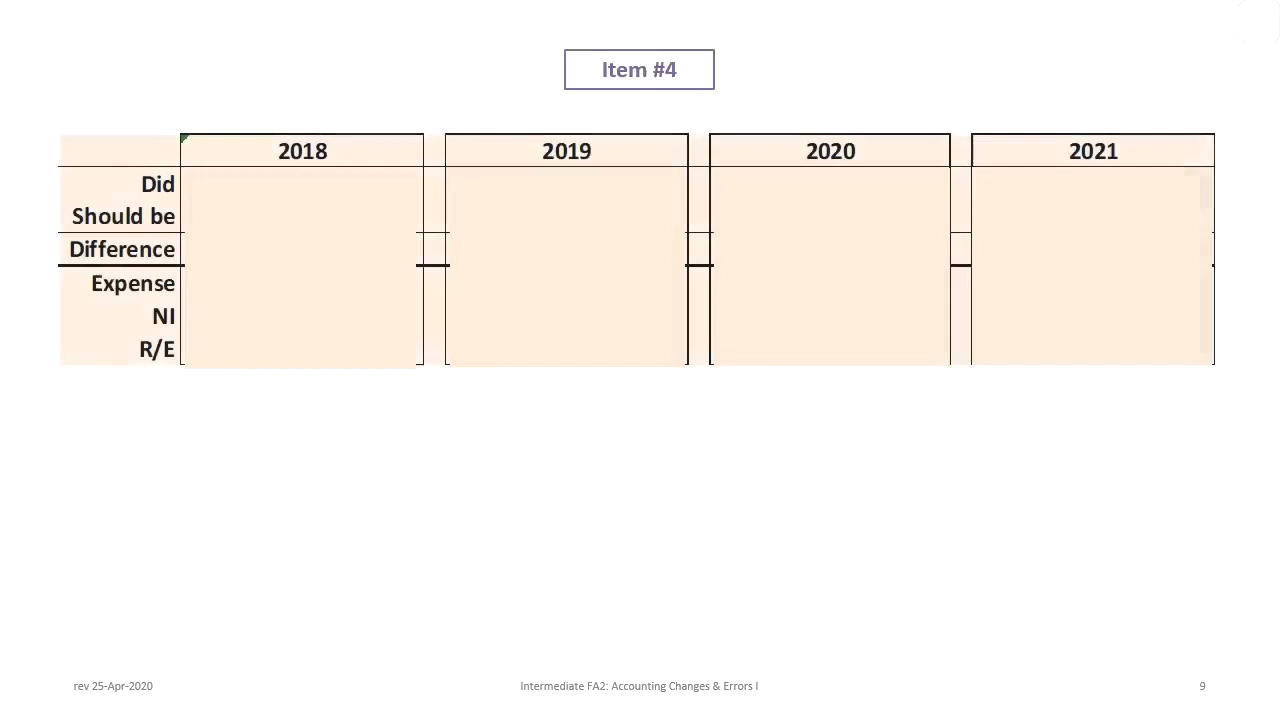 Item #4
2018 2019 2020 2021
Did
Should be
Difference
Expense
NI
R/E
rev 25-Apr-2020 Intermediate FA2: Accounting Changes & Errors I 9